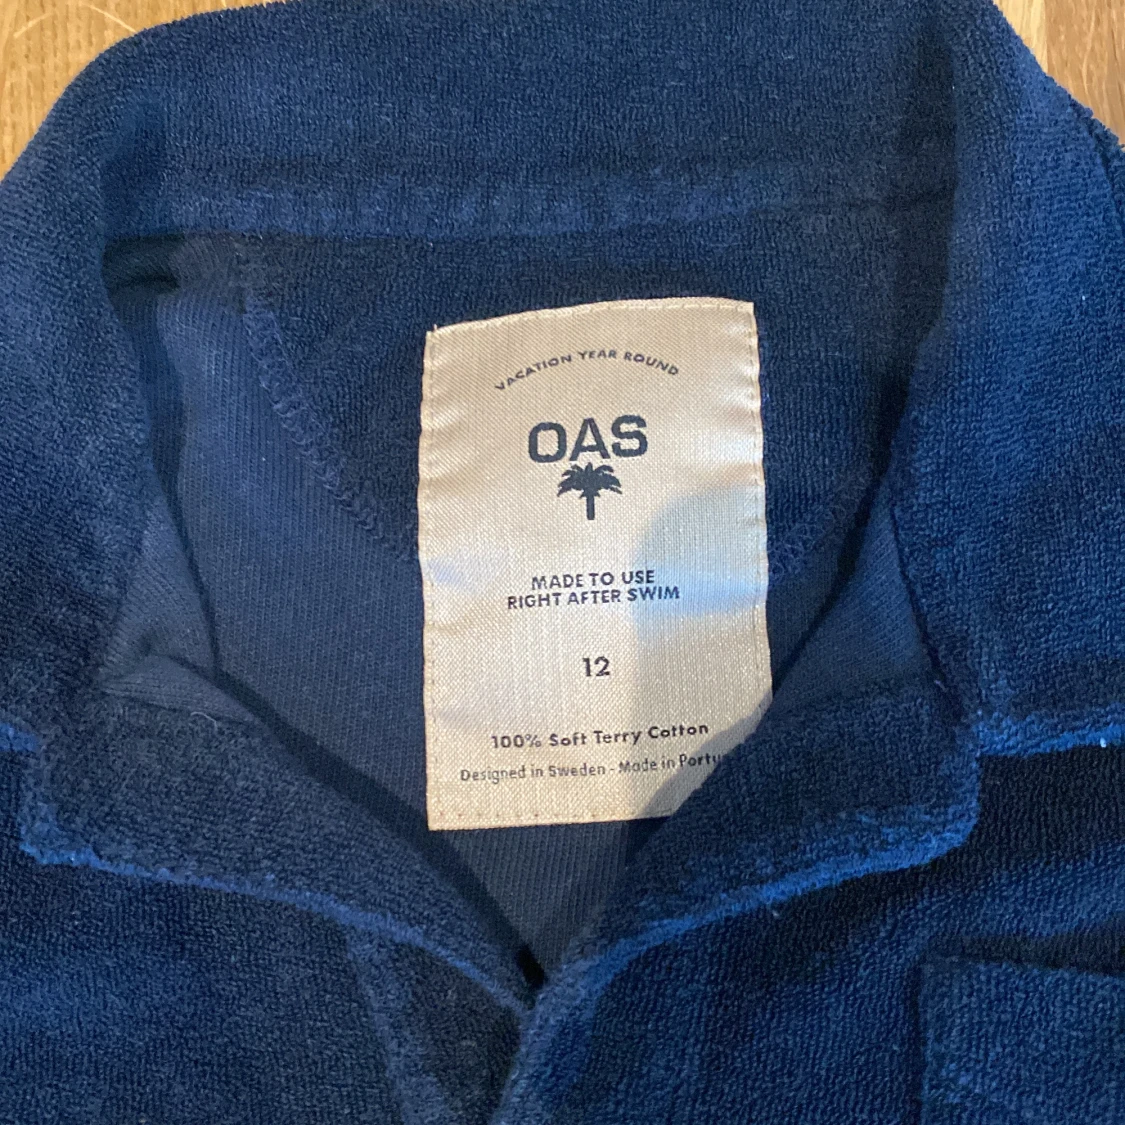 VACATION YEAR ROUND
OAS
MADE TO USE
RIGHT AFTER SWIM
12
100% Soft Terry Cotton
Designed in Sweden - Made in